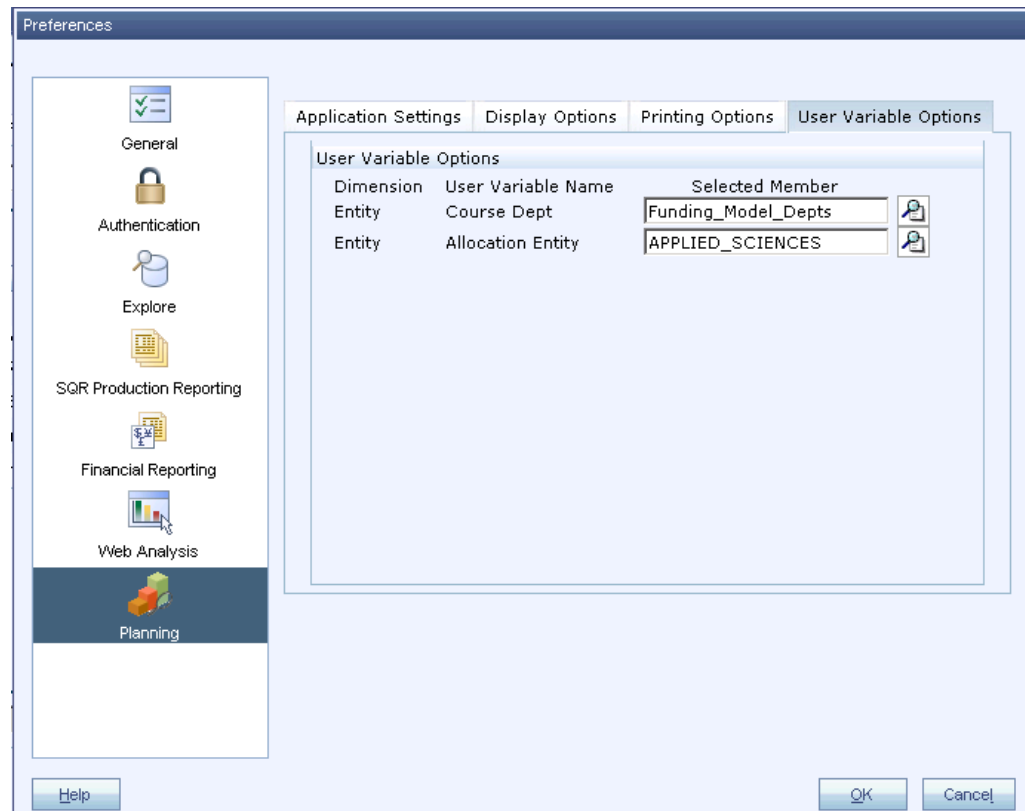 Preferences
General
Authentication
Explore
SQR Production Reporting
Financial Reporting
Web Analysis
Planning
Application Settings Display Options Printing Options User Variable Options
User Variable Options
Dimension User Variable Name Selected Member
Entity Course Dept Funding_Model_Depts
Entity Allocation Entity APPLIED_SCIENCES
Help OK Cancel